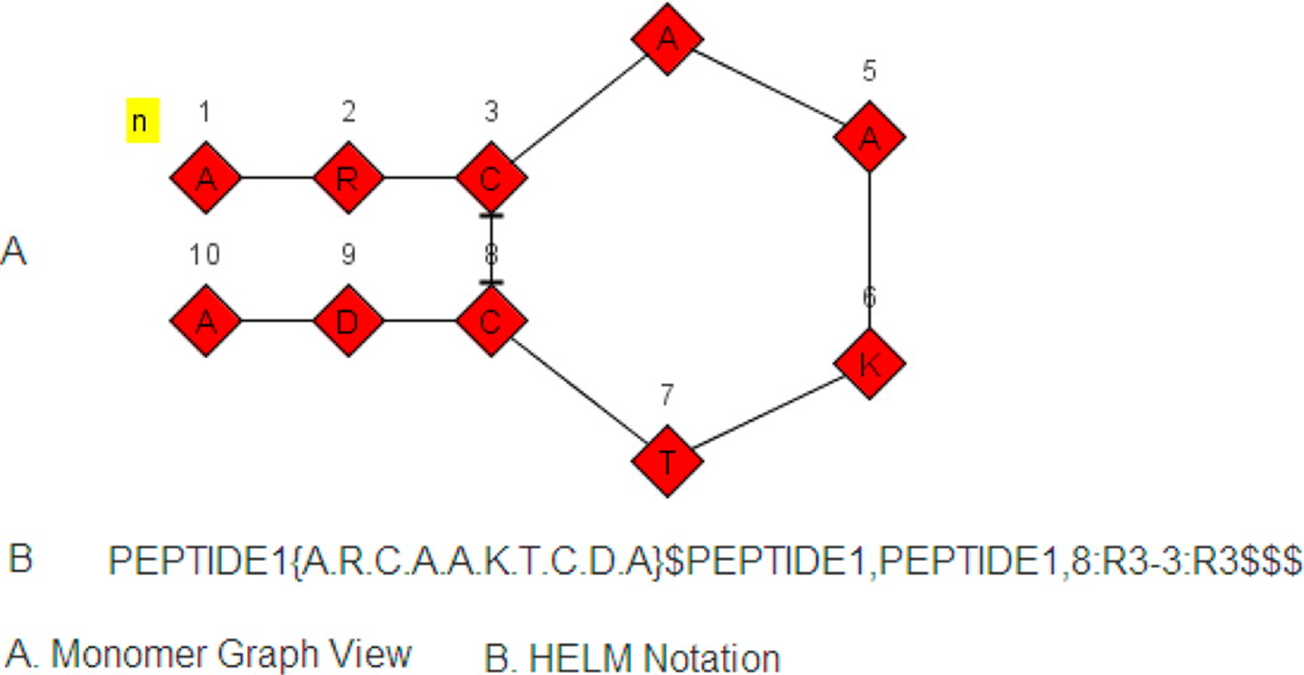 A
5
n 1 2 3
A
A R C
A 10 9 8
6
A D C
K
7
T
B PEPTIDE1{A.R.C.A.A.K.T.C.D.A}$PEPTIDE1,PEPTIDE1,8:R3-3:R3$$$
A. Monomer Graph View B. HELM Notation